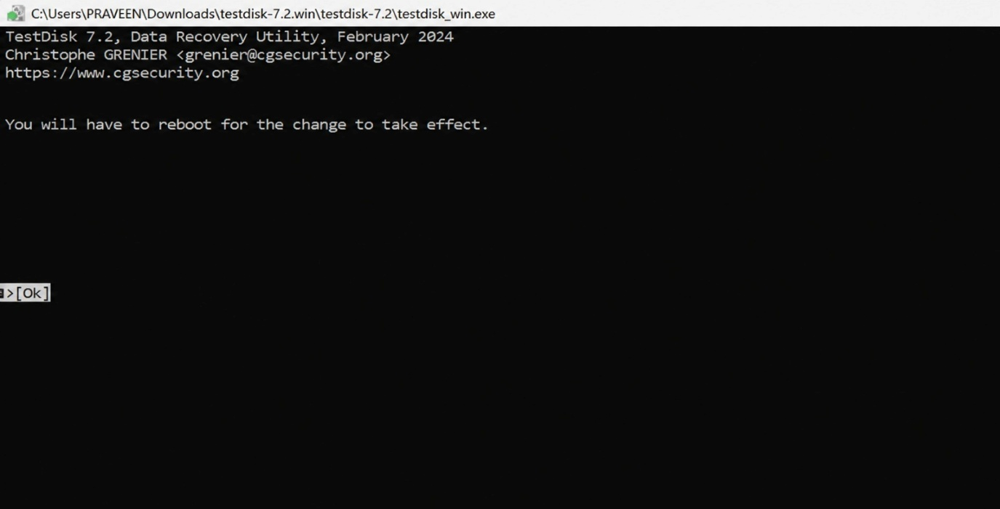 C:\Users\PRAVEEN\Downloads\testdisk-7.2.win\testdisk-7.2\testdisk_win.exe
TestDisk 7.2, Data Recovery Utility, February 2024
Christophe GRENIER <grenier@cgsecurity.org>
https://www.cgsecurity.org
You will have to reboot for the change to take effect.
>[Ok]